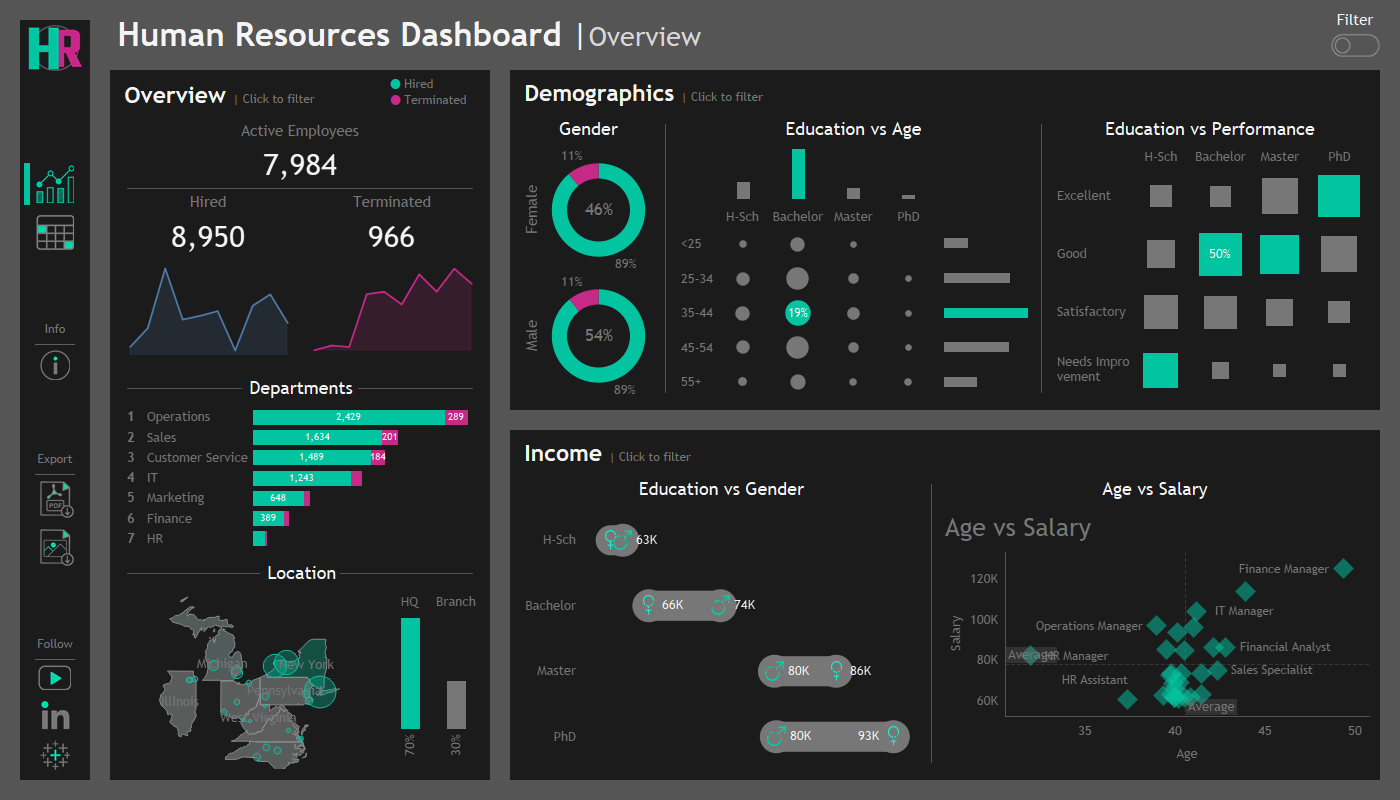 HR
Human Resources Dashboard | Overview
Filter
Info
Export
PDF
Follow
in
Overview | Click to filter
Hired
Terminated
Active Employees
7,984
Hired
Terminated
8,950
966
Departments
1 Operations 2,429 289
2 Sales 1,634 201
3 Customer Service 1,489 184
4 IT 1,243
5 Marketing 648
6 Finance 389
7 HR
Location
HQ Branch
Michigan
New York
Pennsylvania
Illinois
West Virginia
70% 30%
Demographics | Click to filter
Gender
11%
Female
46%
89%
11%
Male
54%
89%
Education vs Age
H-Sch Bachelor Master PhD
<25
25-34
35-44 19%
45-54
55+
Education vs Performance
H-Sch Bachelor Master PhD
Excellent
Good 50%
Satisfactory
Needs Impro
vement
Income | Click to filter
Education vs Gender
H-Sch 63K
Bachelor 66K 74K
Master 80K 86K
PhD 80K 93K
Age vs Salary
Age vs Salary
Salary
120K
100K
80K
60K
Finance Manager
IT Manager
Operations Manager
Financial Analyst
Average
HR Manager
Sales Specialist
HR Assistant
Average
35 40 45 50
Age